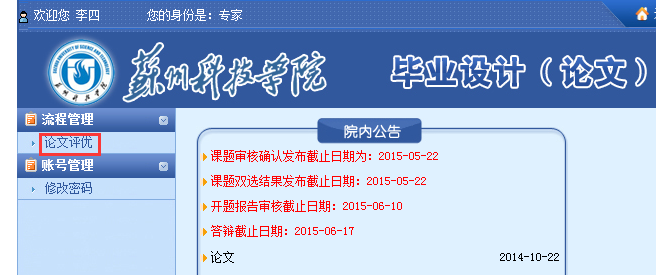 欢迎您 李四 您的身份是：专家
苏州科技学院 毕业设计（论文）
流程管理
论文评优
账号管理
修改密码
院内公告
课题审核确认发布截止日期为：2015-05-22
课题双选结果发布截止日期：2015-05-22
开题报告审核截止日期：2015-06-10
答辩截止日期：2015-06-17
论文 2014-10-22